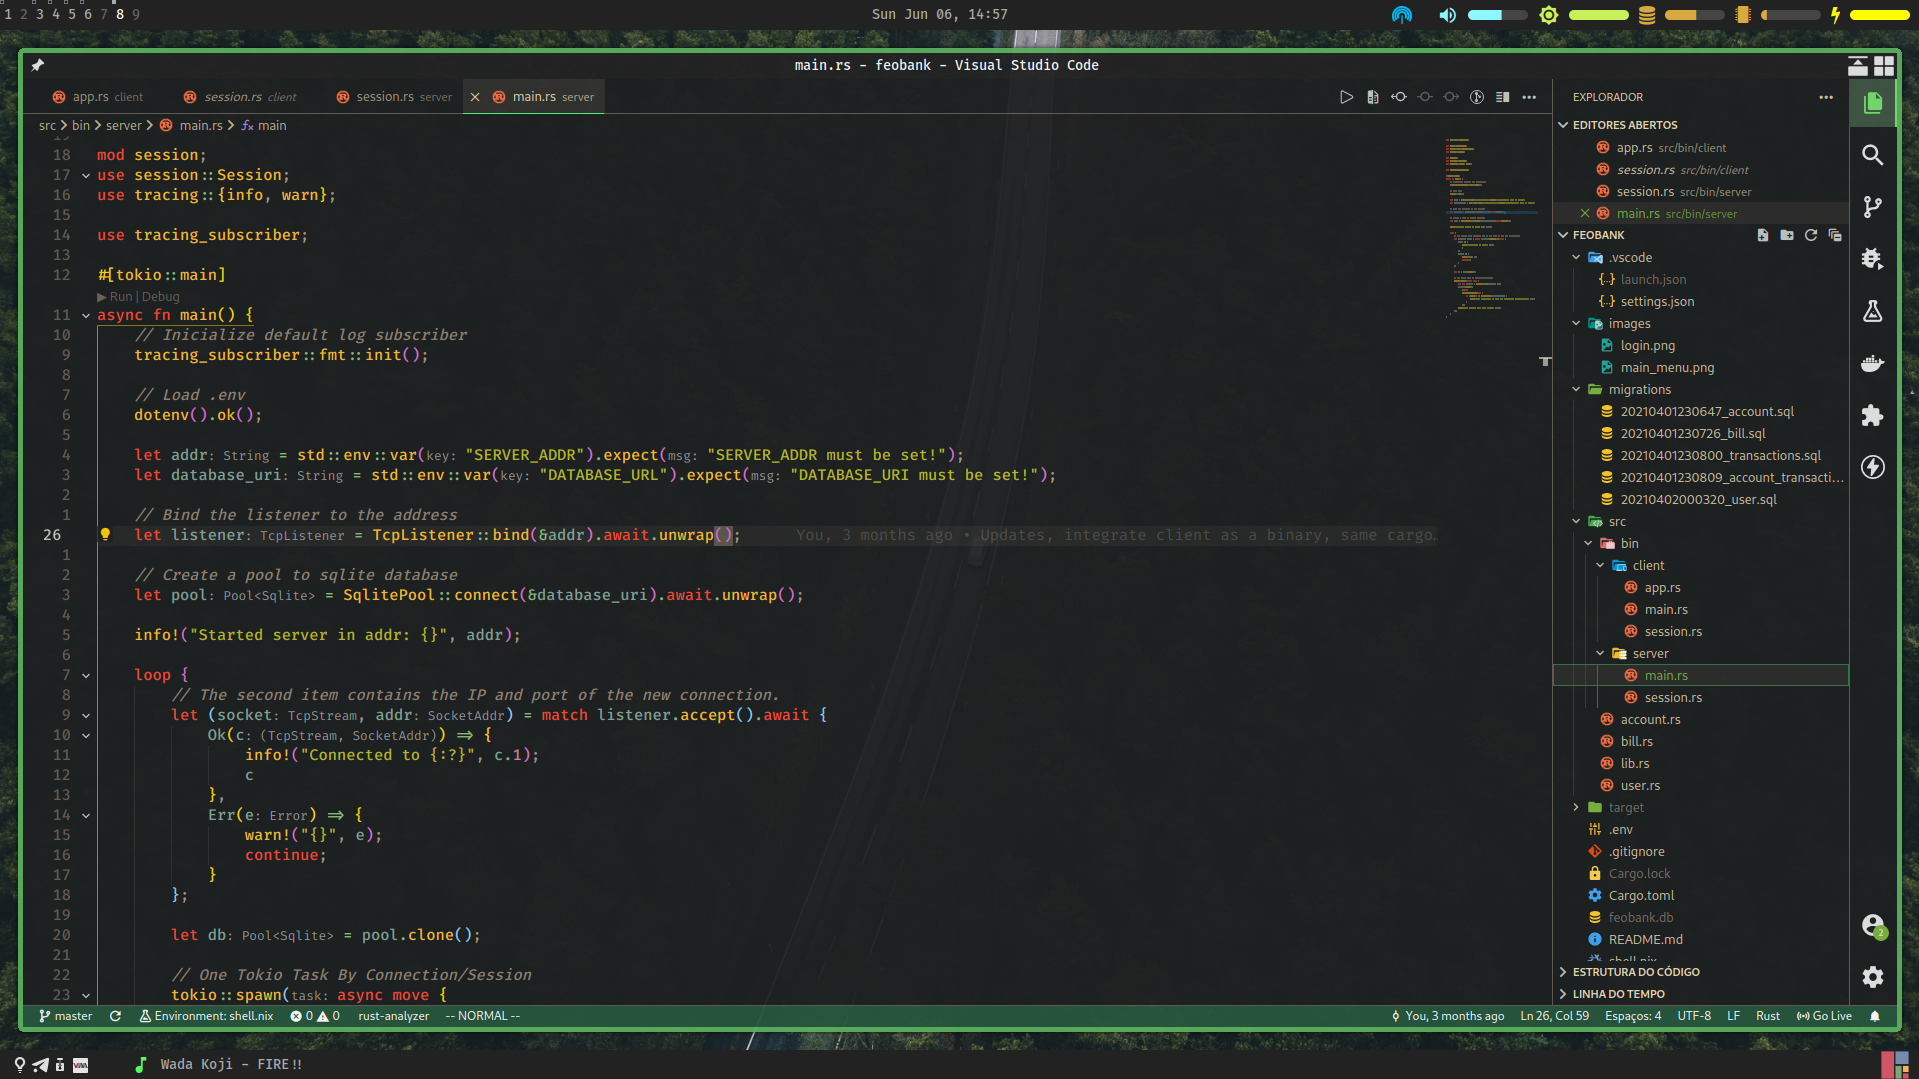 1 2 3 4 5 6 7 8 9
Sun Jun 06, 14:57
main.rs - feobank - Visual Studio Code
app.rs client
session.rs client
session.rs server
main.rs server
src > bin > server > main.rs > main
18 mod session;
17 use session::Session;
16 use tracing::{info, warn};
15
14 use tracing_subscriber;
13
12 #[tokio::main]
Run | Debug
11 async fn main() {
10 // Inicialize default log subscriber
9 tracing_subscriber::fmt::init();
8
7 // Load .env
6 dotenv().ok();
5
4 let addr: String = std::env::var(key: "SERVER_ADDR").expect(msg: "SERVER_ADDR must be set!");
3 let database_uri: String = std::env::var(key: "DATABASE_URL").expect(msg: "DATABASE_URI must be set!");
2
1 // Bind the listener to the address
26 let listener: TcpListener = TcpListener::bind(&addr).await.unwrap(); You, 3 months ago • Updates, integrate client as a binary, same cargo…
1
2 // Create a pool to sqlite database
3 let pool: Pool<Sqlite> = SqlitePool::connect(&database_uri).await.unwrap();
4
5 info!("Started server in addr: {}", addr);
6
7 loop {
8 // The second item contains the IP and port of the new connection.
9 let (socket: TcpStream, addr: SocketAddr) = match listener.accept().await {
10 Ok(c: (TcpStream, SocketAddr)) => {
11 info!("Connected to {:?}", c.1);
12 c
13 },
14 Err(e: Error) => {
15 warn!("{}", e);
16 continue;
17 }
18 };
19
20 let db: Pool<Sqlite> = pool.clone();
21
22 // One Tokio Task By Connection/Session
23 tokio::spawn(task: async move {
EXPLORADOR
EDITORES ABERTOS
app.rs src/bin/client
session.rs src/bin/client
session.rs src/bin/server
main.rs src/bin/server
FEOBANK
.vscode
launch.json
settings.json
images
login.png
main_menu.png
migrations
20210401230647_account.sql
20210401230726_bill.sql
20210401230800_transactions.sql
20210401230809_account_transacti...
20210402000320_user.sql
src
bin
client
app.rs
main.rs
session.rs
server
main.rs
session.rs
account.rs
bill.rs
lib.rs
user.rs
target
.env
.gitignore
Cargo.lock
Cargo.toml
feobank.db
README.md
shell.nix
ESTRUTURA DO CÓDIGO
LINHA DO TEMPO
2
master
Environment: shell.nix
0 0
rust-analyzer
-- NORMAL --
You, 3 months ago
Ln 26, Col 59
Espaços: 4
UTF-8
LF
Rust
Go Live
Wada Koji - FIRE!!